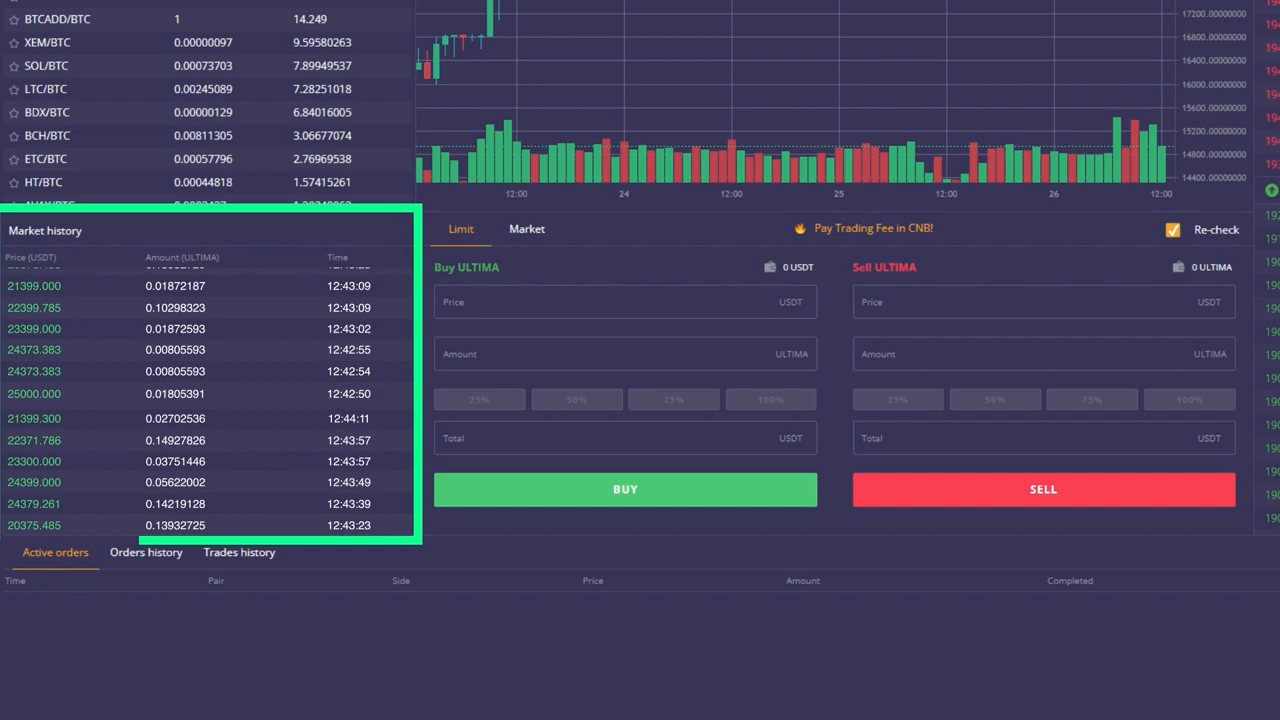 BTCADD/BTC 1 14.249
XEM/BTC 0.00000097 9.59580263
SOL/BTC 0.00073703 7.89949537
LTC/BTC 0.00245089 7.28251018
BDX/BTC 0.00000129 6.84016005
BCH/BTC 0.00811305 3.06677074
ETC/BTC 0.00057796 2.76969538
HT/BTC 0.00044818 1.57415261
17200.00000000
16800.00000000
16400.00000000
16000.00000000
15600.00000000
15200.00000000
14800.00000000
14400.00000000
12:00 24 12:00 25 12:00 26 12:00
Market history
Price (USDT) Amount (ULTIMA) Time
21399.000 0.01872187 12:43:09
22399.785 0.10298323 12:43:09
23399.000 0.01872593 12:43:02
24373.383 0.00805593 12:42:55
24373.383 0.00805593 12:42:54
25000.000 0.01805391 12:42:50
21399.300 0.02702536 12:44:11
22371.786 0.14927826 12:43:57
23300.000 0.03751446 12:43:57
24399.000 0.05622002 12:43:49
24379.261 0.14219128 12:43:39
20375.485 0.13932725 12:43:23
Limit Market
Pay Trading Fee in CNB!
Re-check
Buy ULTIMA 0 USDT
Price USDT
Amount ULTIMA
25% 50% 75% 100%
Total USDT
BUY
Sell ULTIMA 0 ULTIMA
Price USDT
Amount ULTIMA
25% 50% 75% 100%
Total USDT
SELL
Active orders Orders history Trades history
Time Pair Side Price Amount Completed